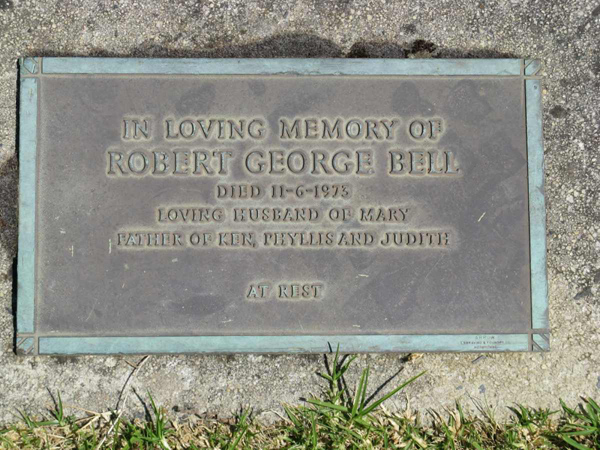 IN LOVING MEMORY OF
ROBERT GEORGE BELL
DIED 11-6-1973
LOVING HUSBAND OF MARY
FATHER OF KEN, PHYLLIS AND JUDITH
AT REST